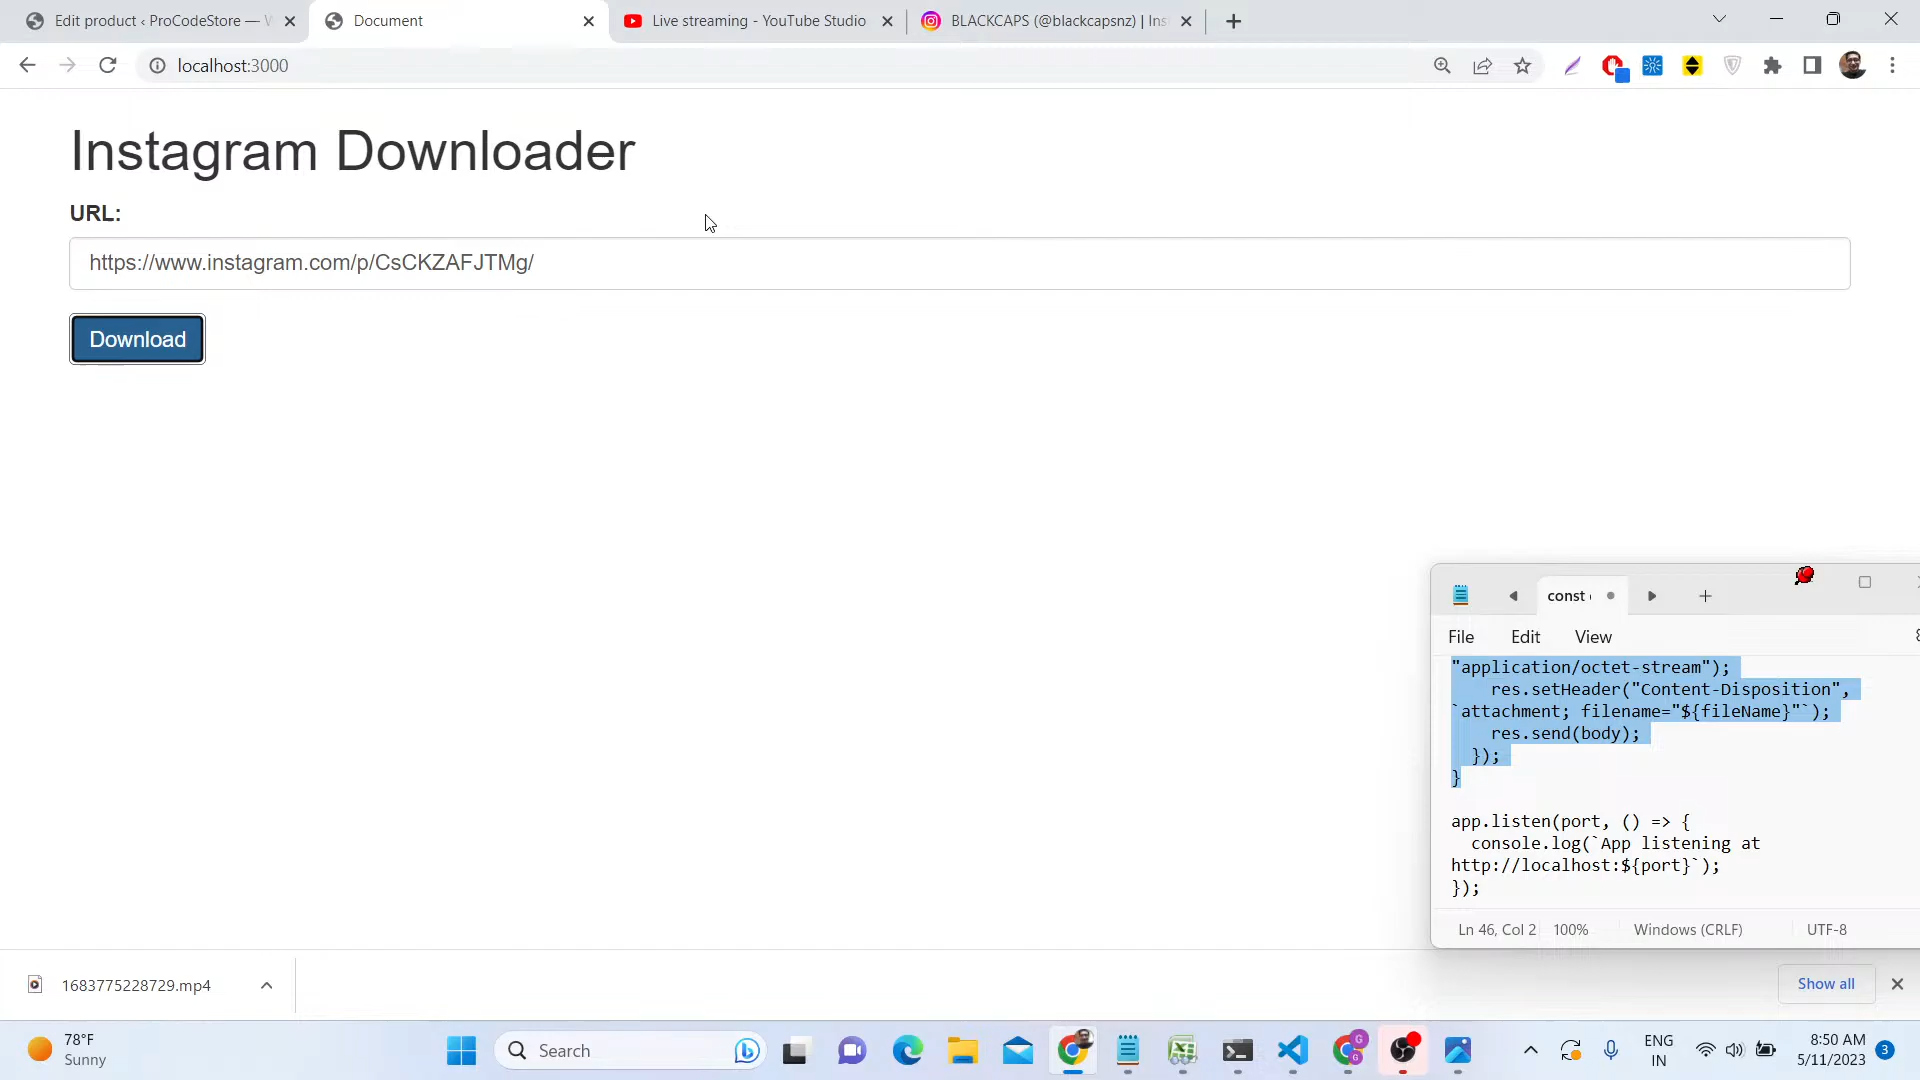 Edit product ‹ ProCodeStore — W
Document
Live streaming - YouTube Studio
BLACKCAPS (@blackcapsnz) | Ins
localhost:3000
Instagram Downloader
URL:
https://www.instagram.com/p/CsCKZAFJTMg/
Download
const
File
Edit
View
"application/octet-stream");
res.setHeader("Content-Disposition",
`attachment; filename="${fileName}"`);
res.send(body);
});
}
app.listen(port, () => {
console.log(`App listening at
http://localhost:${port}`);
});
Ln 46, Col 2
100%
Windows (CRLF)
UTF-8
1683775228729.mp4
Show all
78°F
Sunny
Search
G
G
ENG
IN
8:50 AM
5/11/2023
3